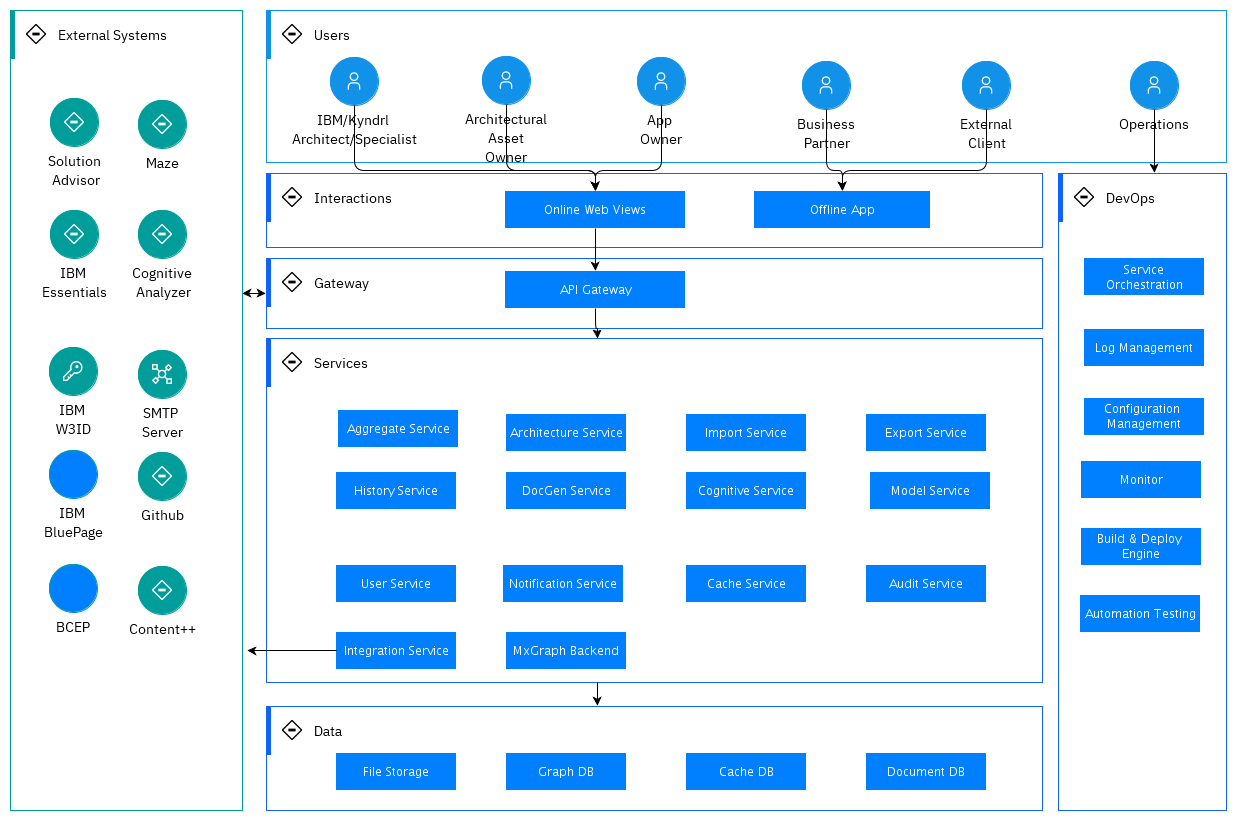 External Systems
Solution
Advisor
Maze
IBM
Essentials
Cognitive
Analyzer
IBM
W3ID
SMTP
Server
IBM
BluePage
Github
BCEP
Content++
Users
IBM/Kyndrl
Architect/Specialist
Architectural
Asset
Owner
App
Owner
Business
Partner
External
Client
Operations
Interactions
Online Web Views
Offline App
Gateway
API Gateway
Services
Aggregate Service
Architecture Service
Import Service
Export Service
History Service
DocGen Service
Cognitive Service
Model Service
User Service
Notification Service
Cache Service
Audit Service
Integration Service
MxGraph Backend
Data
File Storage
Graph DB
Cache DB
Document DB
DevOps
Service
Orchestration
Log Management
Configuration
Management
Monitor
Build & Deploy
Engine
Automation Testing